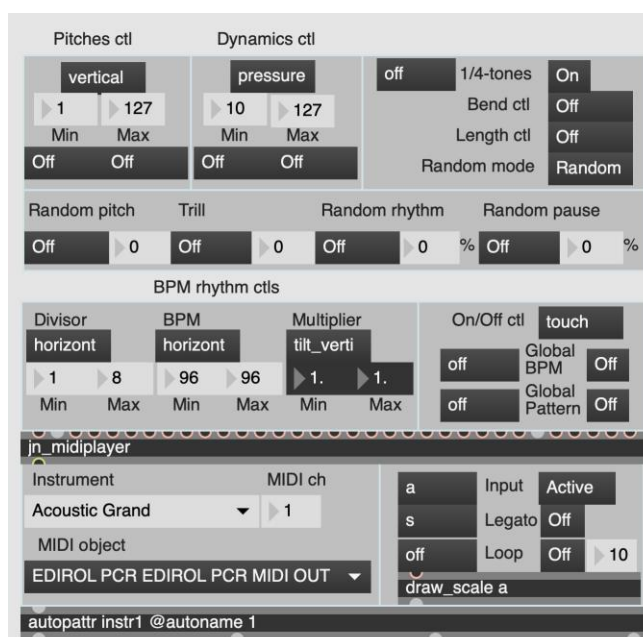 Pitches ctl Dynamics ctl
vertical pressure off 1/4-tones On
1 127 10 127 Bend ctl Off
Min Max Min Max Length ctl Off
Off Off Off Off Random mode Random
Random pitch Trill Random rhythm Random pause
Off 0 Off 0 Off 0 % Off 0 %
BPM rhythm ctls
Divisor BPM Multiplier On/Off ctl touch
horizont horizont tilt_verti
1 8 96 96 1. 1. off Global BPM Off
Min Max Min Max Min Max off Global Pattern Off
jn_midiplayer
Instrument MIDI ch a Input Active
Acoustic Grand 1 s Legato Off
MIDI object off Loop Off 10
EDIROL PCR EDIROL PCR MIDI OUT draw_scale a
autopattr instr1 @autoname 1